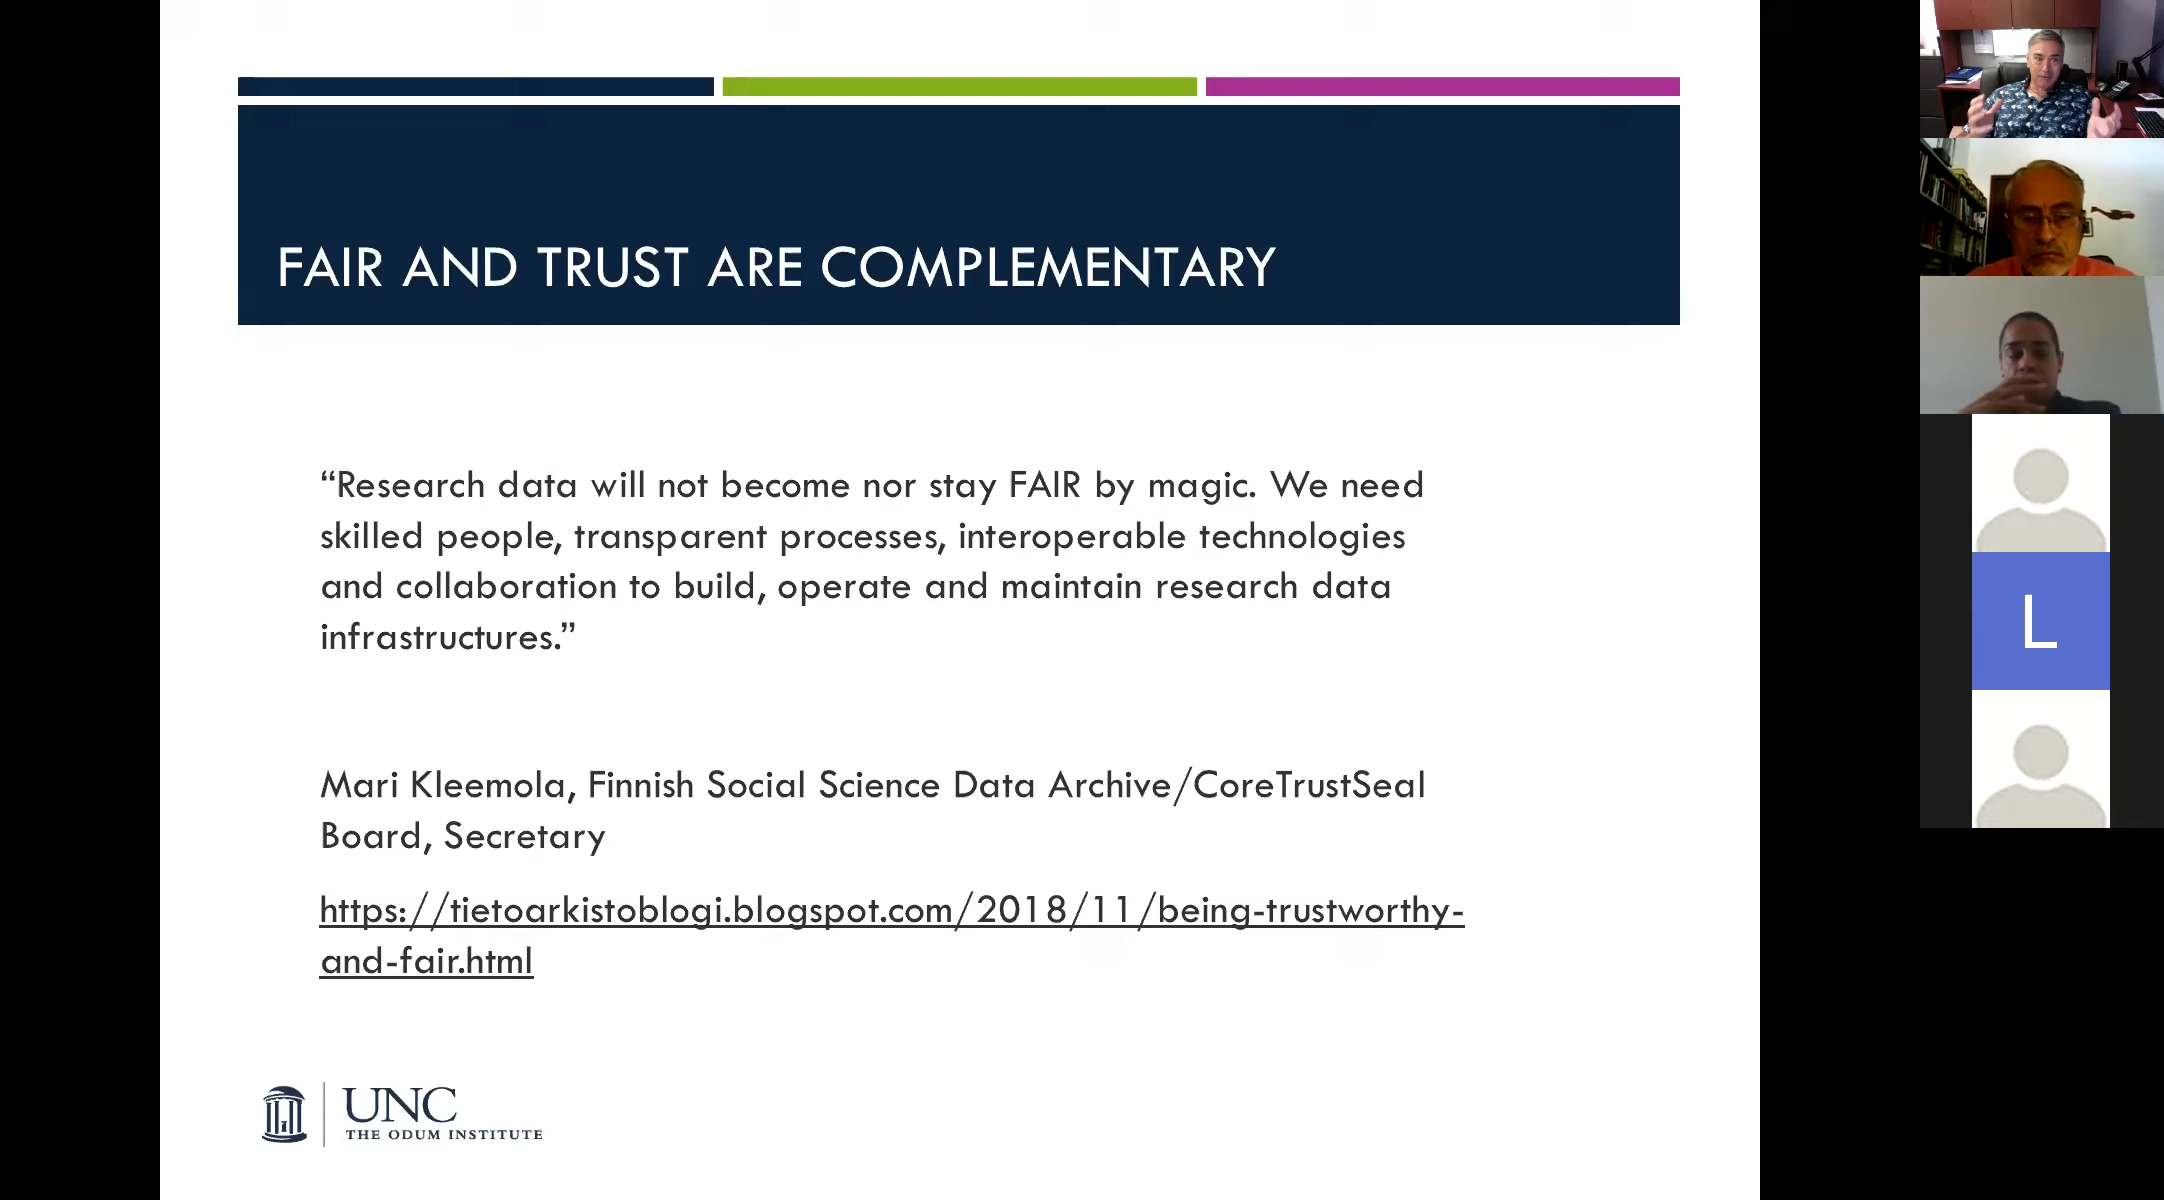 FAIR AND TRUST ARE COMPLEMENTARY
“Research data will not become nor stay FAIR by magic. We need
skilled people, transparent processes, interoperable technologies
and collaboration to build, operate and maintain research data
infrastructures.”
Mari Kleemola, Finnish Social Science Data Archive/CoreTrustSeal
Board, Secretary
https://tietoarkistoblogi.blogspot.com/2018/11/being-trustworthy-
and-fair.html
UNC
THE ODUM INSTITUTE
L